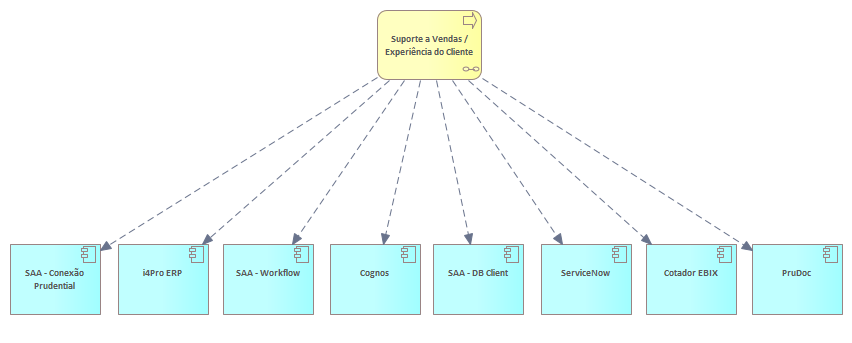 Suporte a Vendas /
Experiência do Cliente
SAA - Conexão
Prudential
i4Pro ERP
SAA - Workflow
Cognos
SAA - DB Client
ServiceNow
Cotador EBIX
PruDoc